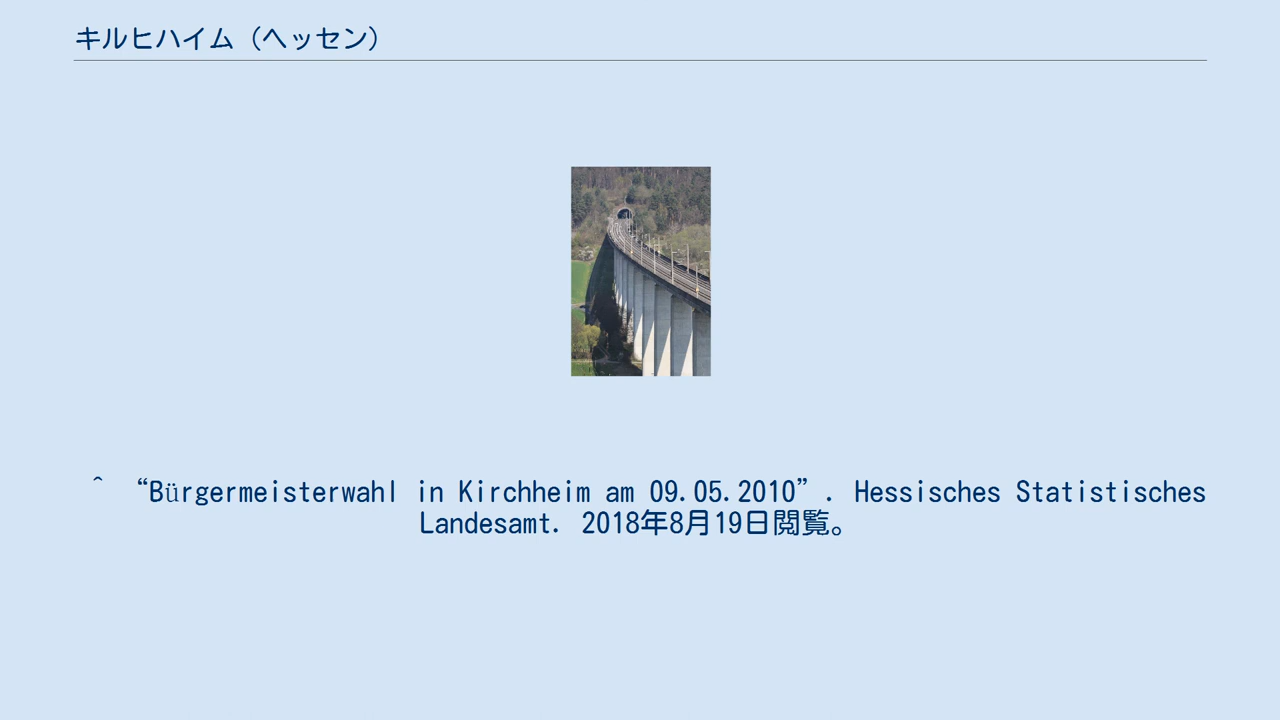 キルヒハイム（ヘッセン）
^ “Bürgermeisterwahl in Kirchheim am 09.05.2010”. Hessisches Statistisches
Landesamt. 2018年8月19日閲覧。